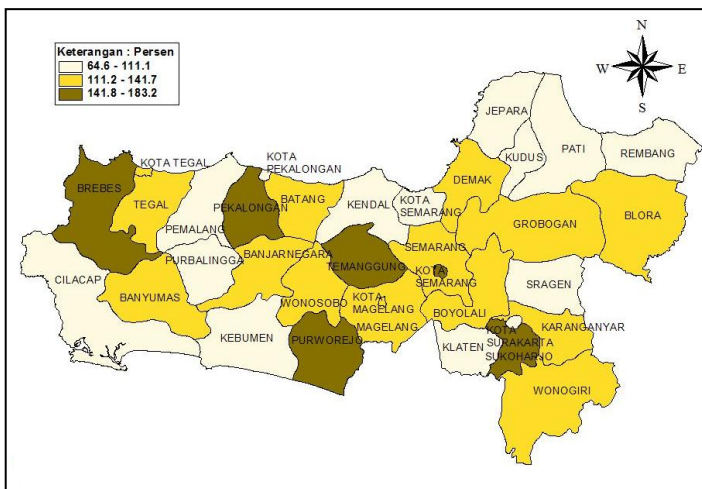 Keterangan : Persen
64.6 - 111.1
111.2 - 141.7
141.8 - 183.2
N
W
E
S
JEPARA
KUDUS
PATI
REMBANG
KOTA TEGAL
KOTA
PEKALONGAN
BREBES
TEGAL
PEMALANG
PEKALONGAN
BATANG
KENDAL
KOTA
SEMARANG
DEMAK
GROBOGAN
BLORA
CILACAP
PURBALINGGA
BANJARNEGARA
TEMANGGUNG
SEMARANG
KOTA
SEMARANG
SRAGEN
BANYUMAS
WONOSOBO
KOTA
MAGELANG
MAGELANG
BOYOLALI
KEBUMEN
PURWOREJO
KLATEN
KOTA
SURAKARTA
SUKOHARJO
KARANGANYAR
WONOGIRI